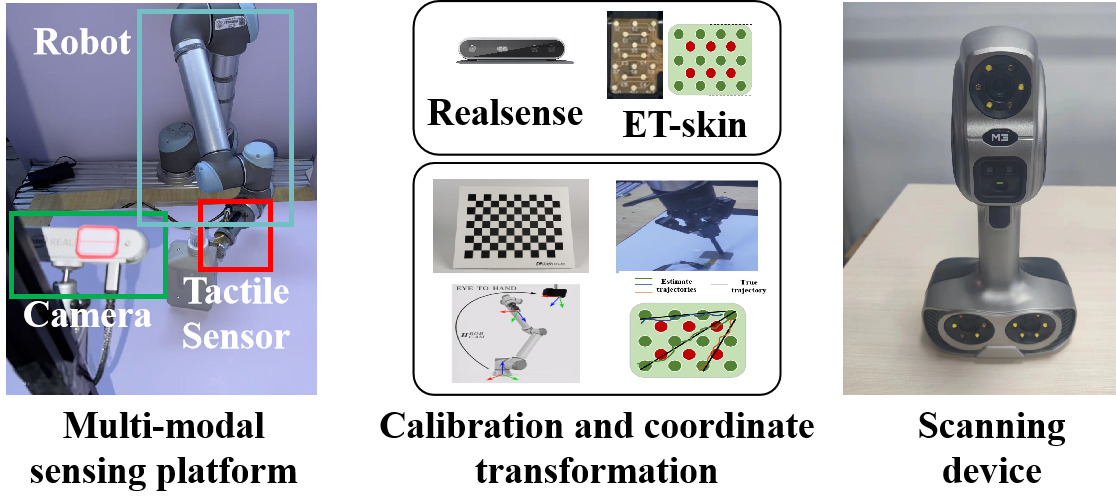 Robot
REAL
Camera
Tactile
Sensor
Multi-modal
sensing platform
Realsense
ET-skin
EYE TO HAND
Estimate
trajectories
True
trajectory
Calibration and coordinate
transformation
M3
Scanning
device